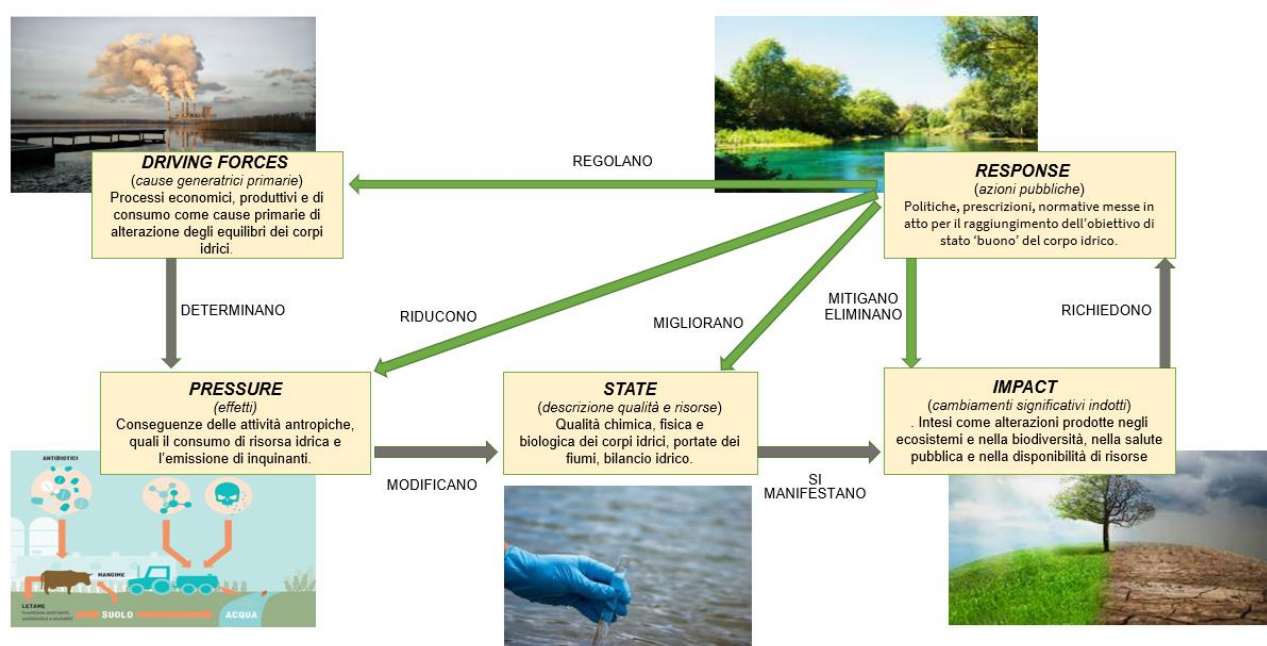 DRIVING FORCES
(cause generatrici primarie)
Processi economici, produttivi e di
consumo come cause primarie di
alterazione degli equilibri dei corpi
idrici.
REGOLANO
RESPONSE
(azioni pubbliche)
Politiche, prescrizioni, normative messe in
atto per il raggiungimento dell'obiettivo di
stato 'buono' del corpo idrico.
DETERMINANO
RIDUCONO
MIGLIORANO
MITIGANO
ELIMINANO
RICHIEDONO
PRESSURE
(effetti)
Conseguenze delle attività antropiche,
quali il consumo di risorsa idrica e
l'emissione di inquinanti.
MODIFICANO
STATE
(descrizione qualità e risorse)
Qualità chimica, fisica e
biologica dei corpi idrici, portate dei
fiumi, bilancio idrico.
SI
MANIFESTANO
IMPACT
(cambiamenti significativi indotti)
. Intesi come alterazioni prodotte negli
ecosistemi e nella biodiversità, nella salute
pubblica e nella disponibilità di risorse
ANTIBIOTICI
MANGIME
LETAME
SUOLO
ACQUA